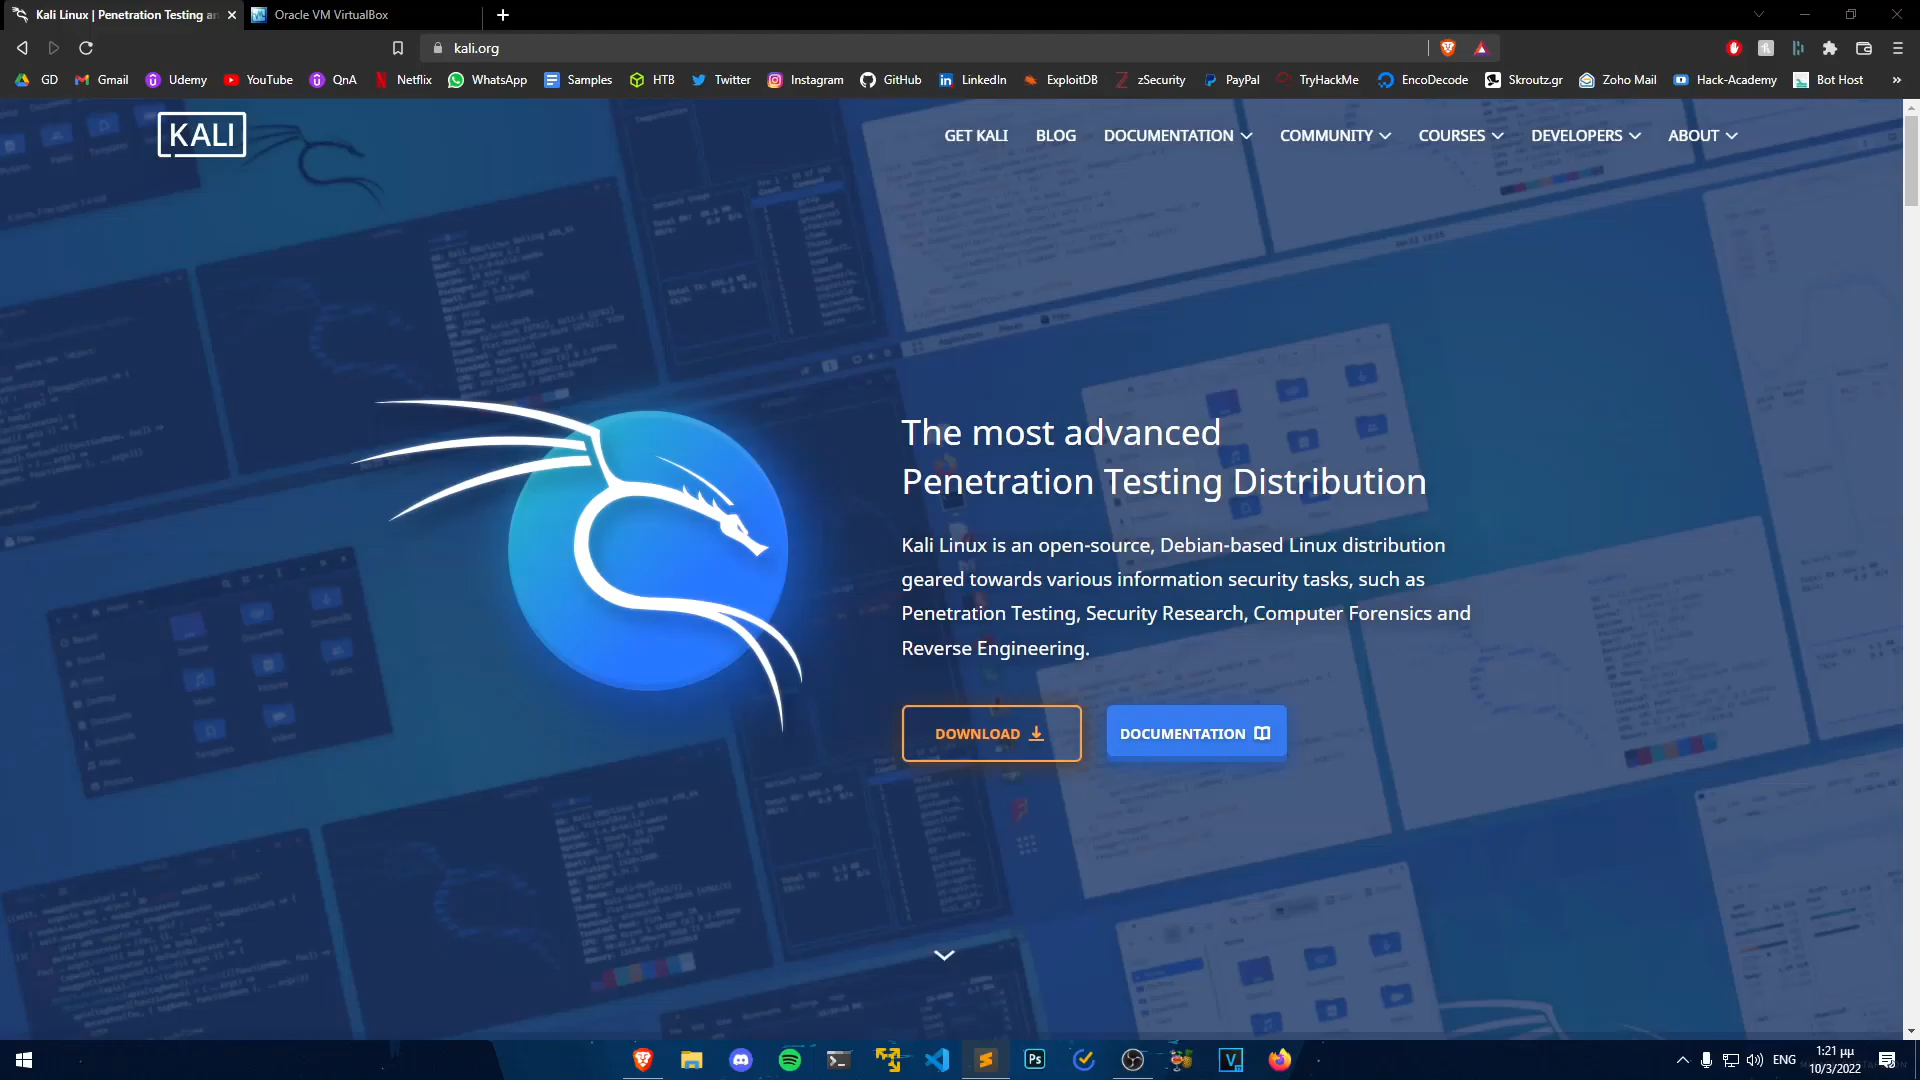 Kali Linux | Penetration Testing an
Oracle VM VirtualBox
kali.org
GD
Gmail
Udemy
YouTube
QnA
Netflix
WhatsApp
Samples
HTB
Twitter
Instagram
GitHub
LinkedIn
ExploitDB
zSecurity
PayPal
TryHackMe
EncoDecode
Skroutz.gr
Zoho Mail
Hack-Academy
Bot Host
KALI
GET KALI
BLOG
DOCUMENTATION
COMMUNITY
COURSES
DEVELOPERS
ABOUT
The most advanced
Penetration Testing Distribution
Kali Linux is an open-source, Debian-based Linux distribution
geared towards various information security tasks, such as
Penetration Testing, Security Research, Computer Forensics and
Reverse Engineering.
DOWNLOAD
DOCUMENTATION
Ps
V
ENG
1:21 μμ
10/3/2022